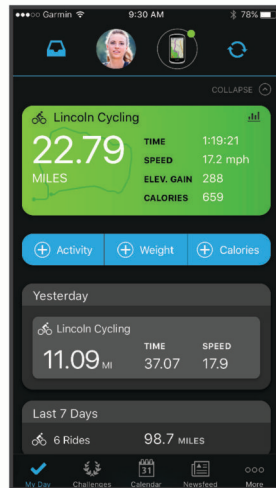 ●●●○○ Garmin 9:30 AM 78%
COLLAPSE
Lincoln Cycling
22.79
MILES
TIME 1:19:21
SPEED 17.2 mph
ELEV. GAIN 288
CALORIES 659
Activity Weight Calories
Yesterday
Lincoln Cycling
11.09 MI
TIME SPEED
37.07 17.9
Last 7 Days
6 Rides 98.7 MILES
31
My Day Challenges Calendar Newsfeed More